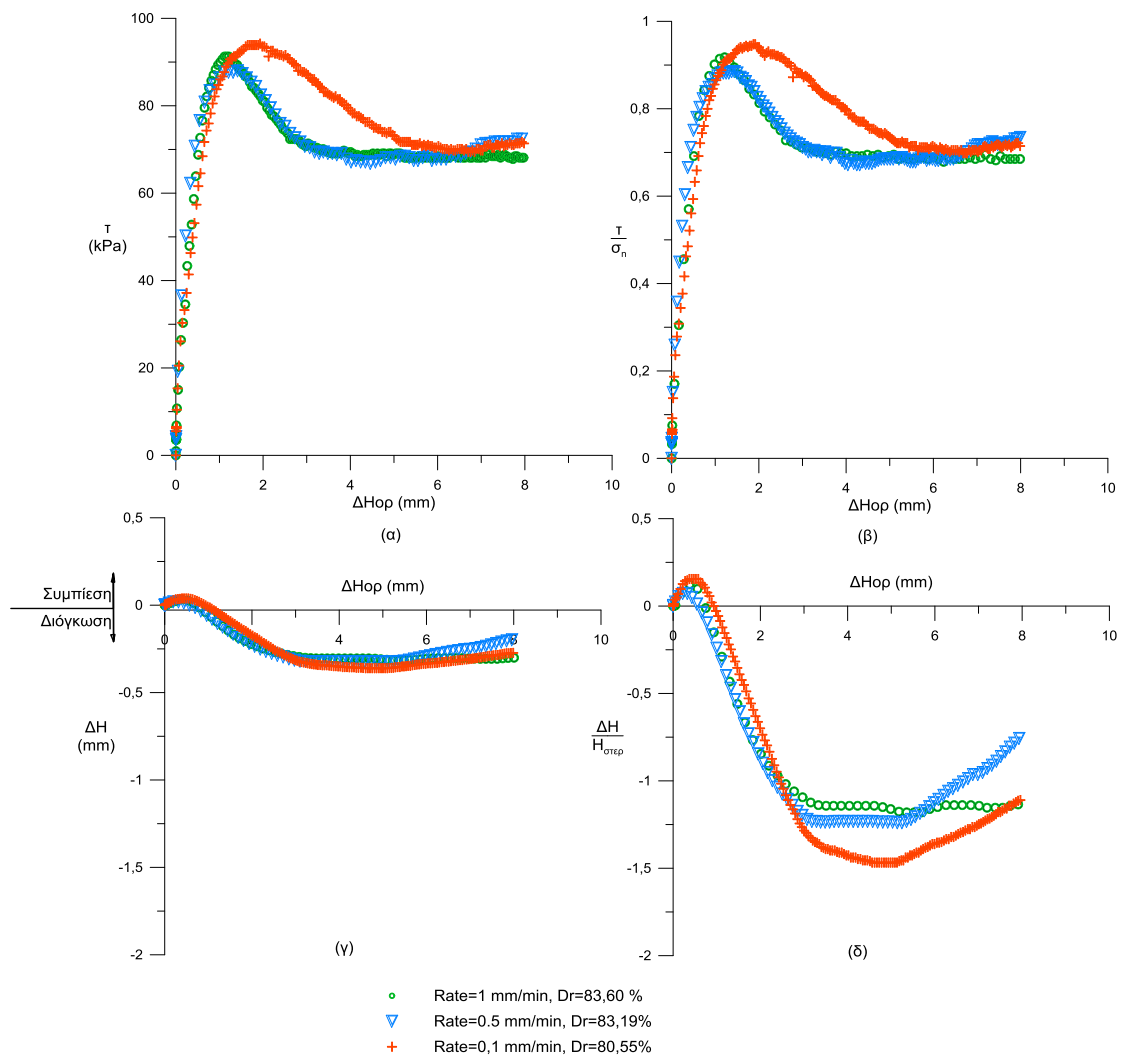 100
80
60
40
20
0
τ
(kPa)
0 2 4 6 8 10
ΔHορ (mm)
(α)
1
0,8
0,6
0,4
0,2
0
τ
σn
0 2 4 6 8 10
ΔHορ (mm)
(β)
0,5
0
-0,5
-1
-1,5
-2
Συμπίεση
Διόγκωση
ΔHορ (mm)
0 2 4 6 8 10
ΔH
(mm)
(γ)
0,5
0
-0,5
-1
-1,5
-2
ΔHορ (mm)
0 2 4 6 8 10
ΔH
Hστερ
(δ)
Rate=1 mm/min, Dr=83,60 %
Rate=0.5 mm/min, Dr=83,19%
Rate=0,1 mm/min, Dr=80,55%